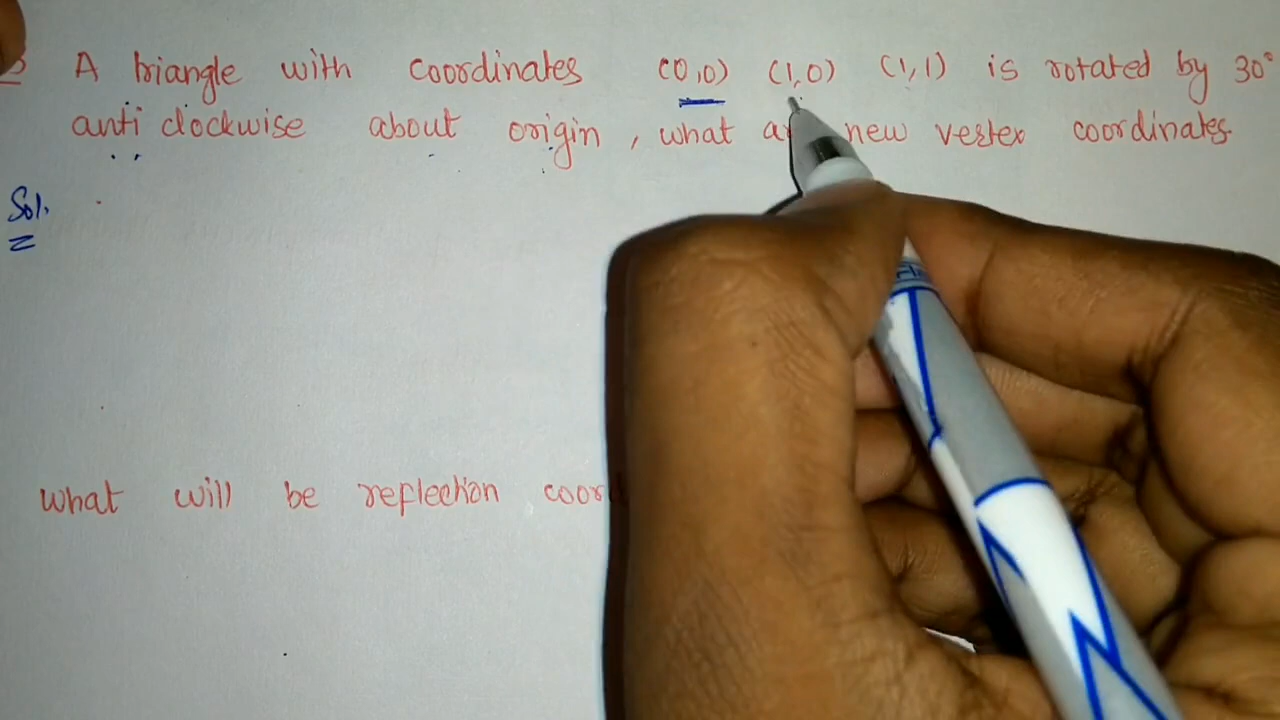 A triangle with coordinates (0,0) (1,0) (1,1) is rotated by 30°
anti clockwise about origin, what new vertex coordinates.
Sol.
what will be reflection